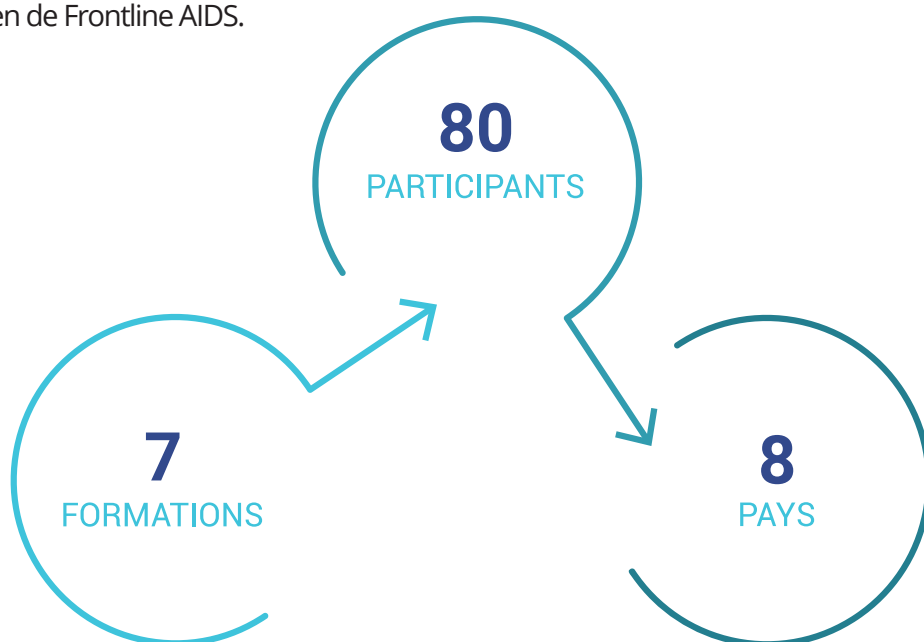 en de Frontline AIDS.
80
PARTICIPANTS
7
FORMATIONS
8
PAYS